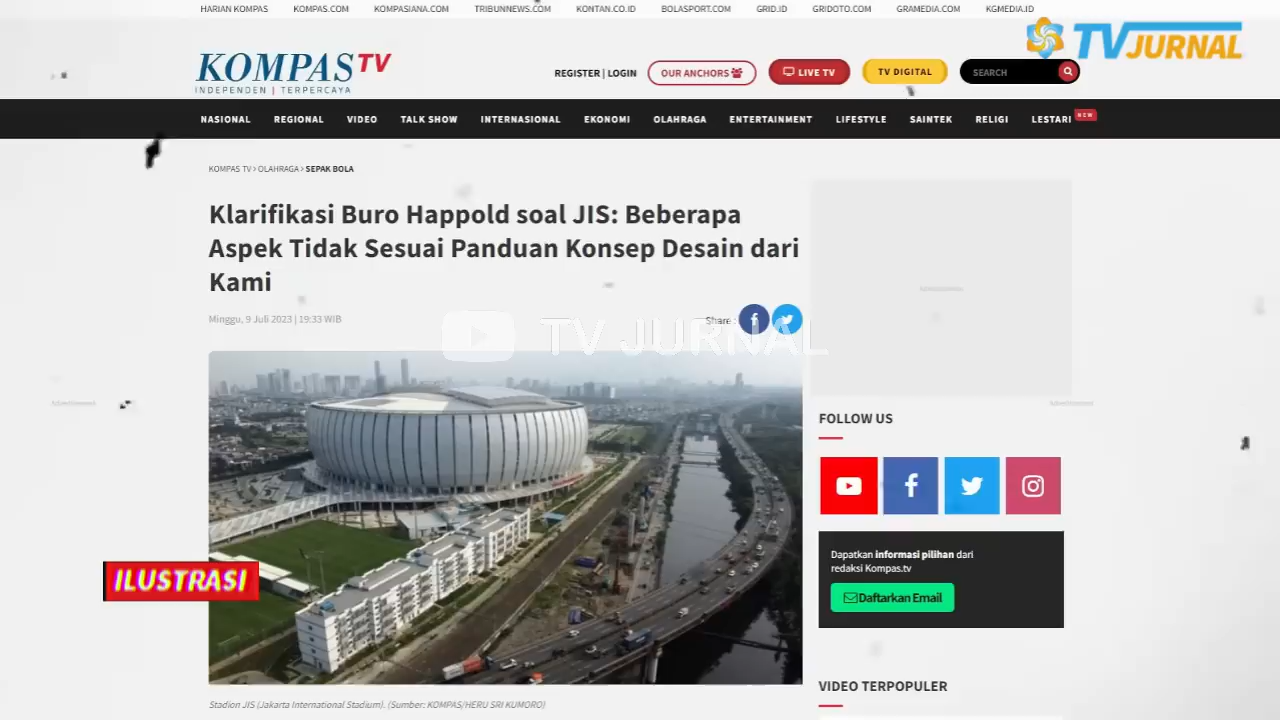 HARIAN KOMPAS KOMPAS.COM KOMPASIANA.COM TRIBUNNEWS.COM KONTAN.CO.ID BOLASPORT.COM GRID.ID GRIDOTO.COM GRAMEDIA.COM KGMEDIA.ID
TVJURNAL
KOMPASTV
INDEPENDEN | TERPERCAYA
REGISTER | LOGIN OUR ANCHORS LIVE TV TV DIGITAL SEARCH
NASIONAL REGIONAL VIDEO TALK SHOW INTERNASIONAL EKONOMI OLAHRAGA ENTERTAINMENT LIFESTYLE SAINTEK RELIGI LESTARI NEW
KOMPAS TV > OLAHRAGA > SEPAK BOLA
Klarifikasi Buro Happold soal JIS: Beberapa
Aspek Tidak Sesuai Panduan Konsep Desain dari
Kami
Minggu, 9 Juli 2023 | 19:33 WIB
Share :
TV JURNAL
Advertisement
Advertisement
Advertisement
FOLLOW US
Dapatkan informasi pilihan dari
redaksi Kompas.tv
Daftarkan Email
ILUSTRASI
VIDEO TERPOPULER
Stadion JIS (Jakarta International Stadium). (Sumber: KOMPAS/HERU SRI KUMORO)